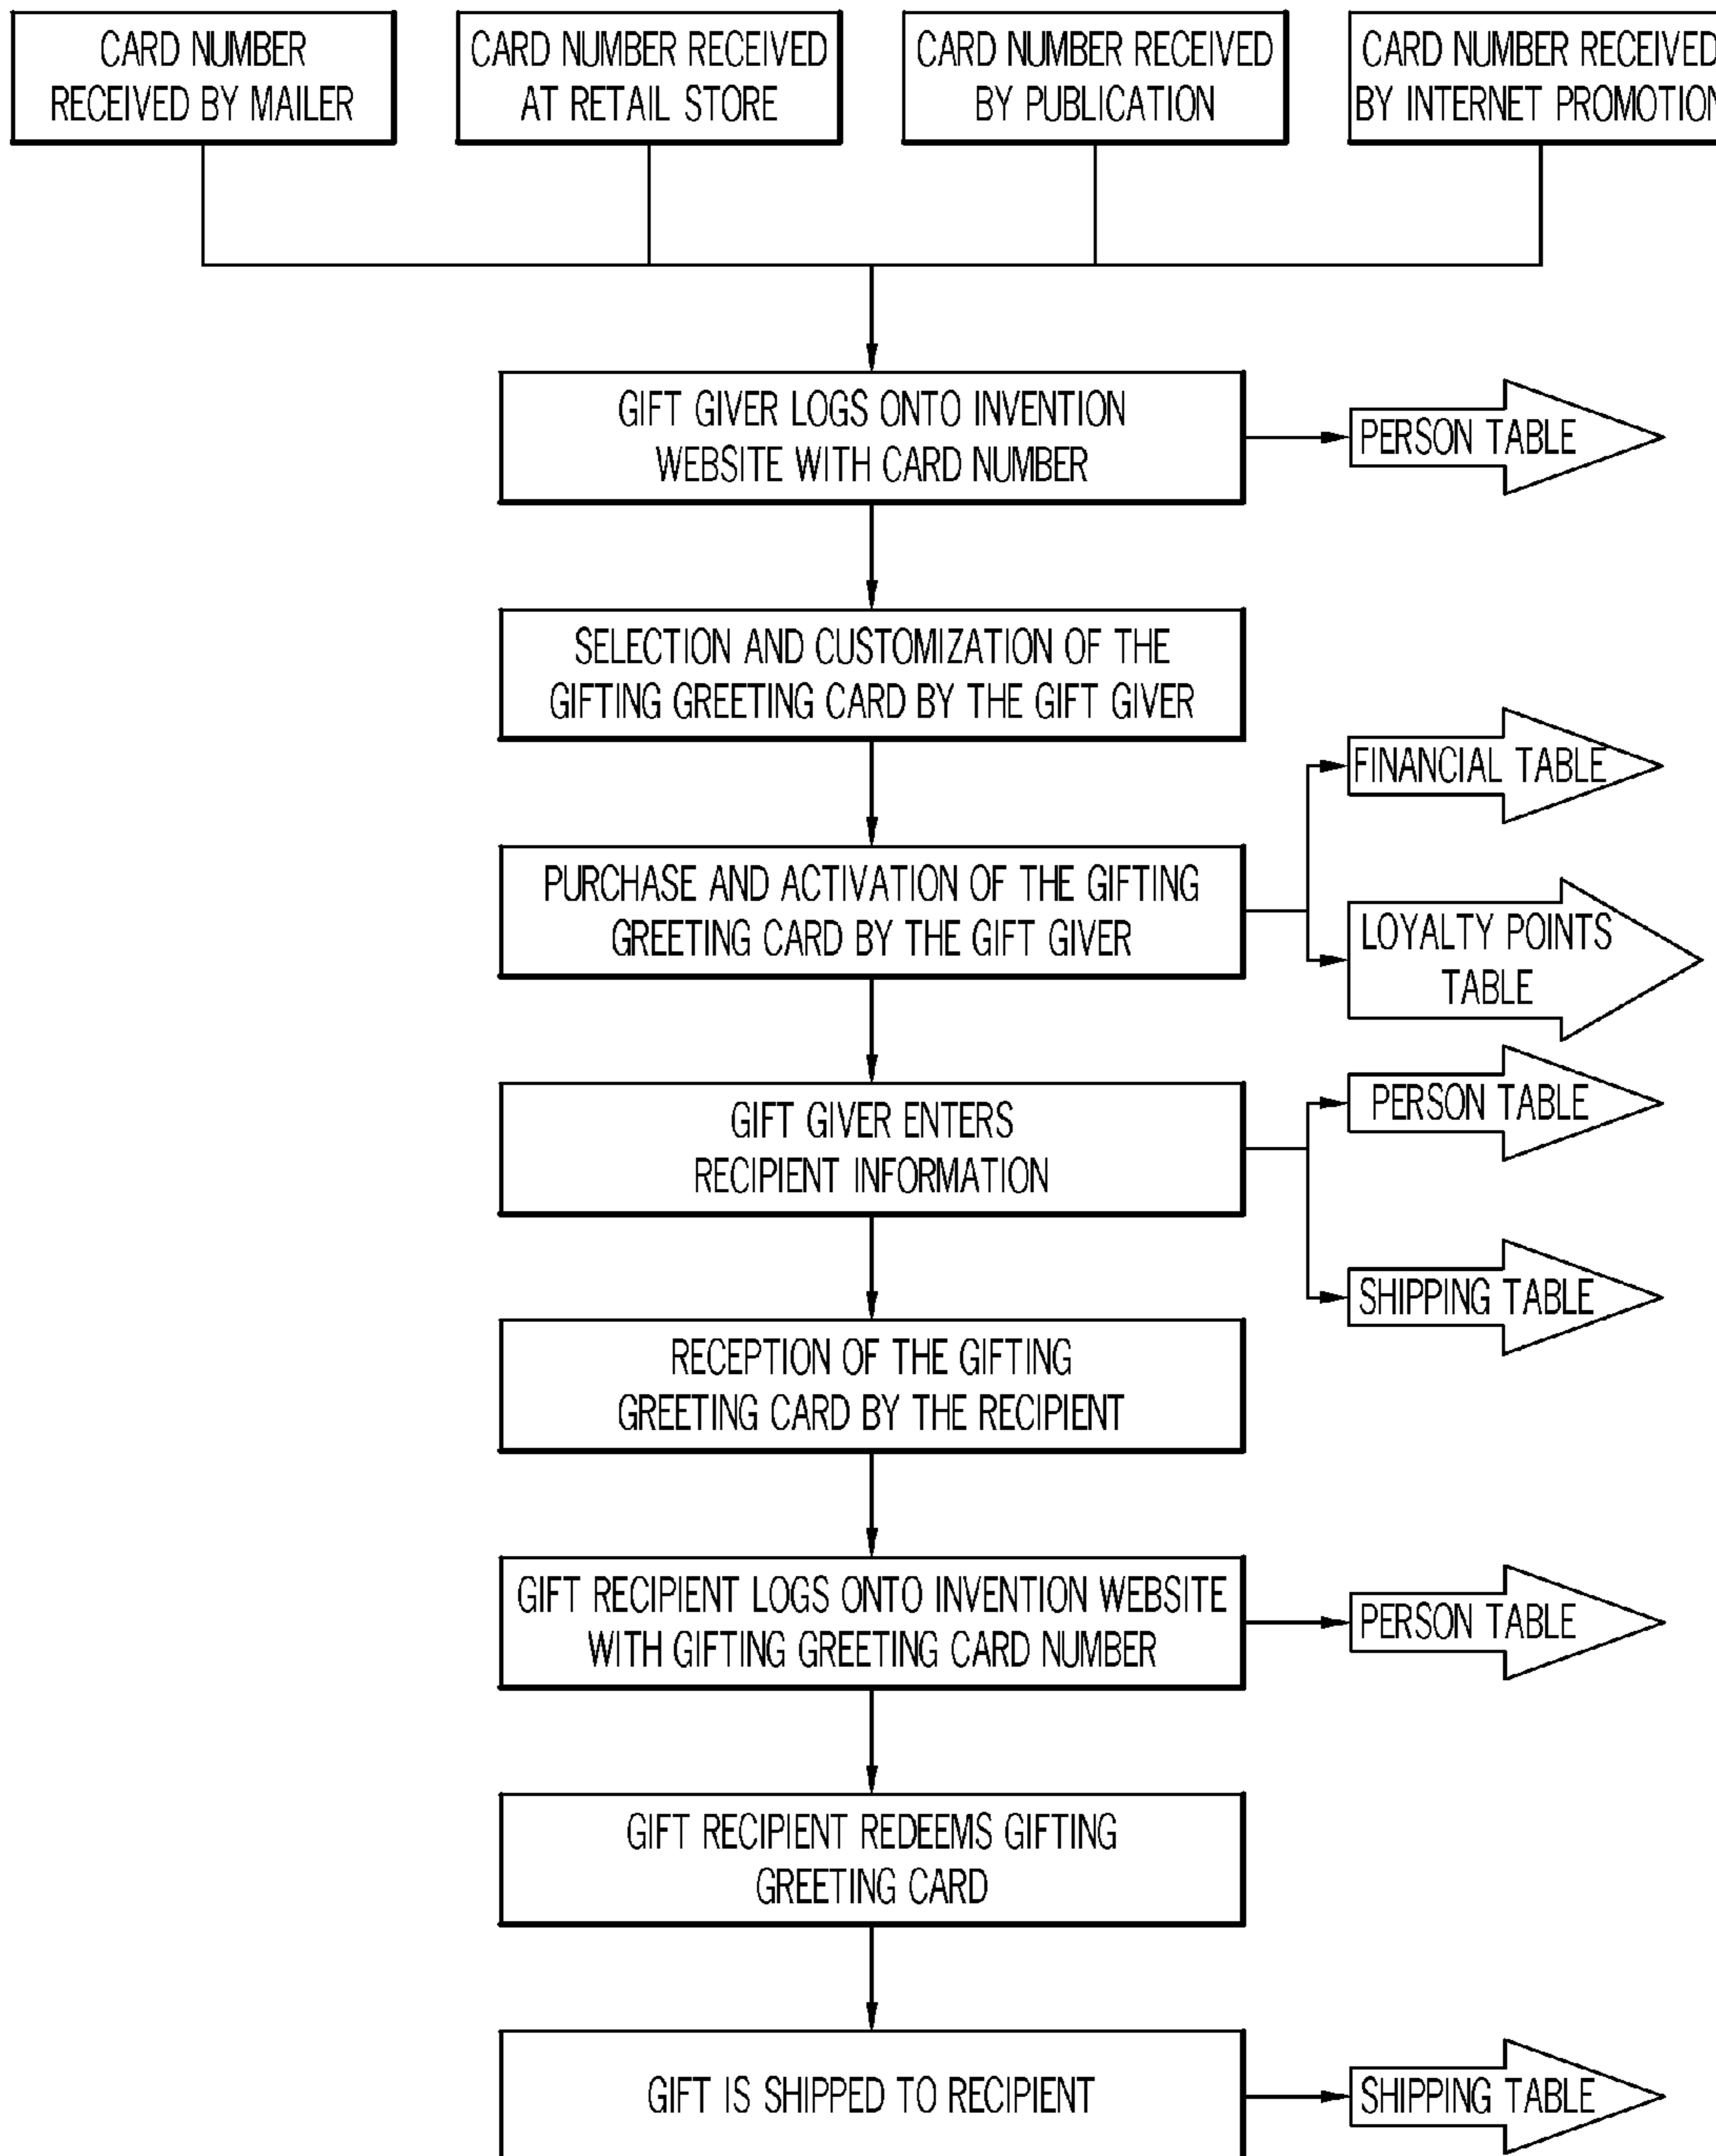 CARD NUMBER
RECEIVED BY MAILER
CARD NUMBER RECEIVED
AT RETAIL STORE
CARD NUMBER RECEIVED
BY PUBLICATION
CARD NUMBER RECEIVED
BY INTERNET PROMOTION
GIFT GIVER LOGS ONTO INVENTION
WEBSITE WITH CARD NUMBER
PERSON TABLE
SELECTION AND CUSTOMIZATION OF THE
GIFTING GREETING CARD BY THE GIFT GIVER
FINANCIAL TABLE
PURCHASE AND ACTIVATION OF THE GIFTING
GREETING CARD BY THE GIFT GIVER
LOYALTY POINTS
TABLE
PERSON TABLE
GIFT GIVER ENTERS
RECIPIENT INFORMATION
SHIPPING TABLE
RECEPTION OF THE GIFTING
GREETING CARD BY THE RECIPIENT
GIFT RECIPIENT LOGS ONTO INVENTION WEBSITE
WITH GIFTING GREETING CARD NUMBER
PERSON TABLE
GIFT RECIPIENT REDEEMS GIFTING
GREETING CARD
GIFT IS SHIPPED TO RECIPIENT
SHIPPING TABLE